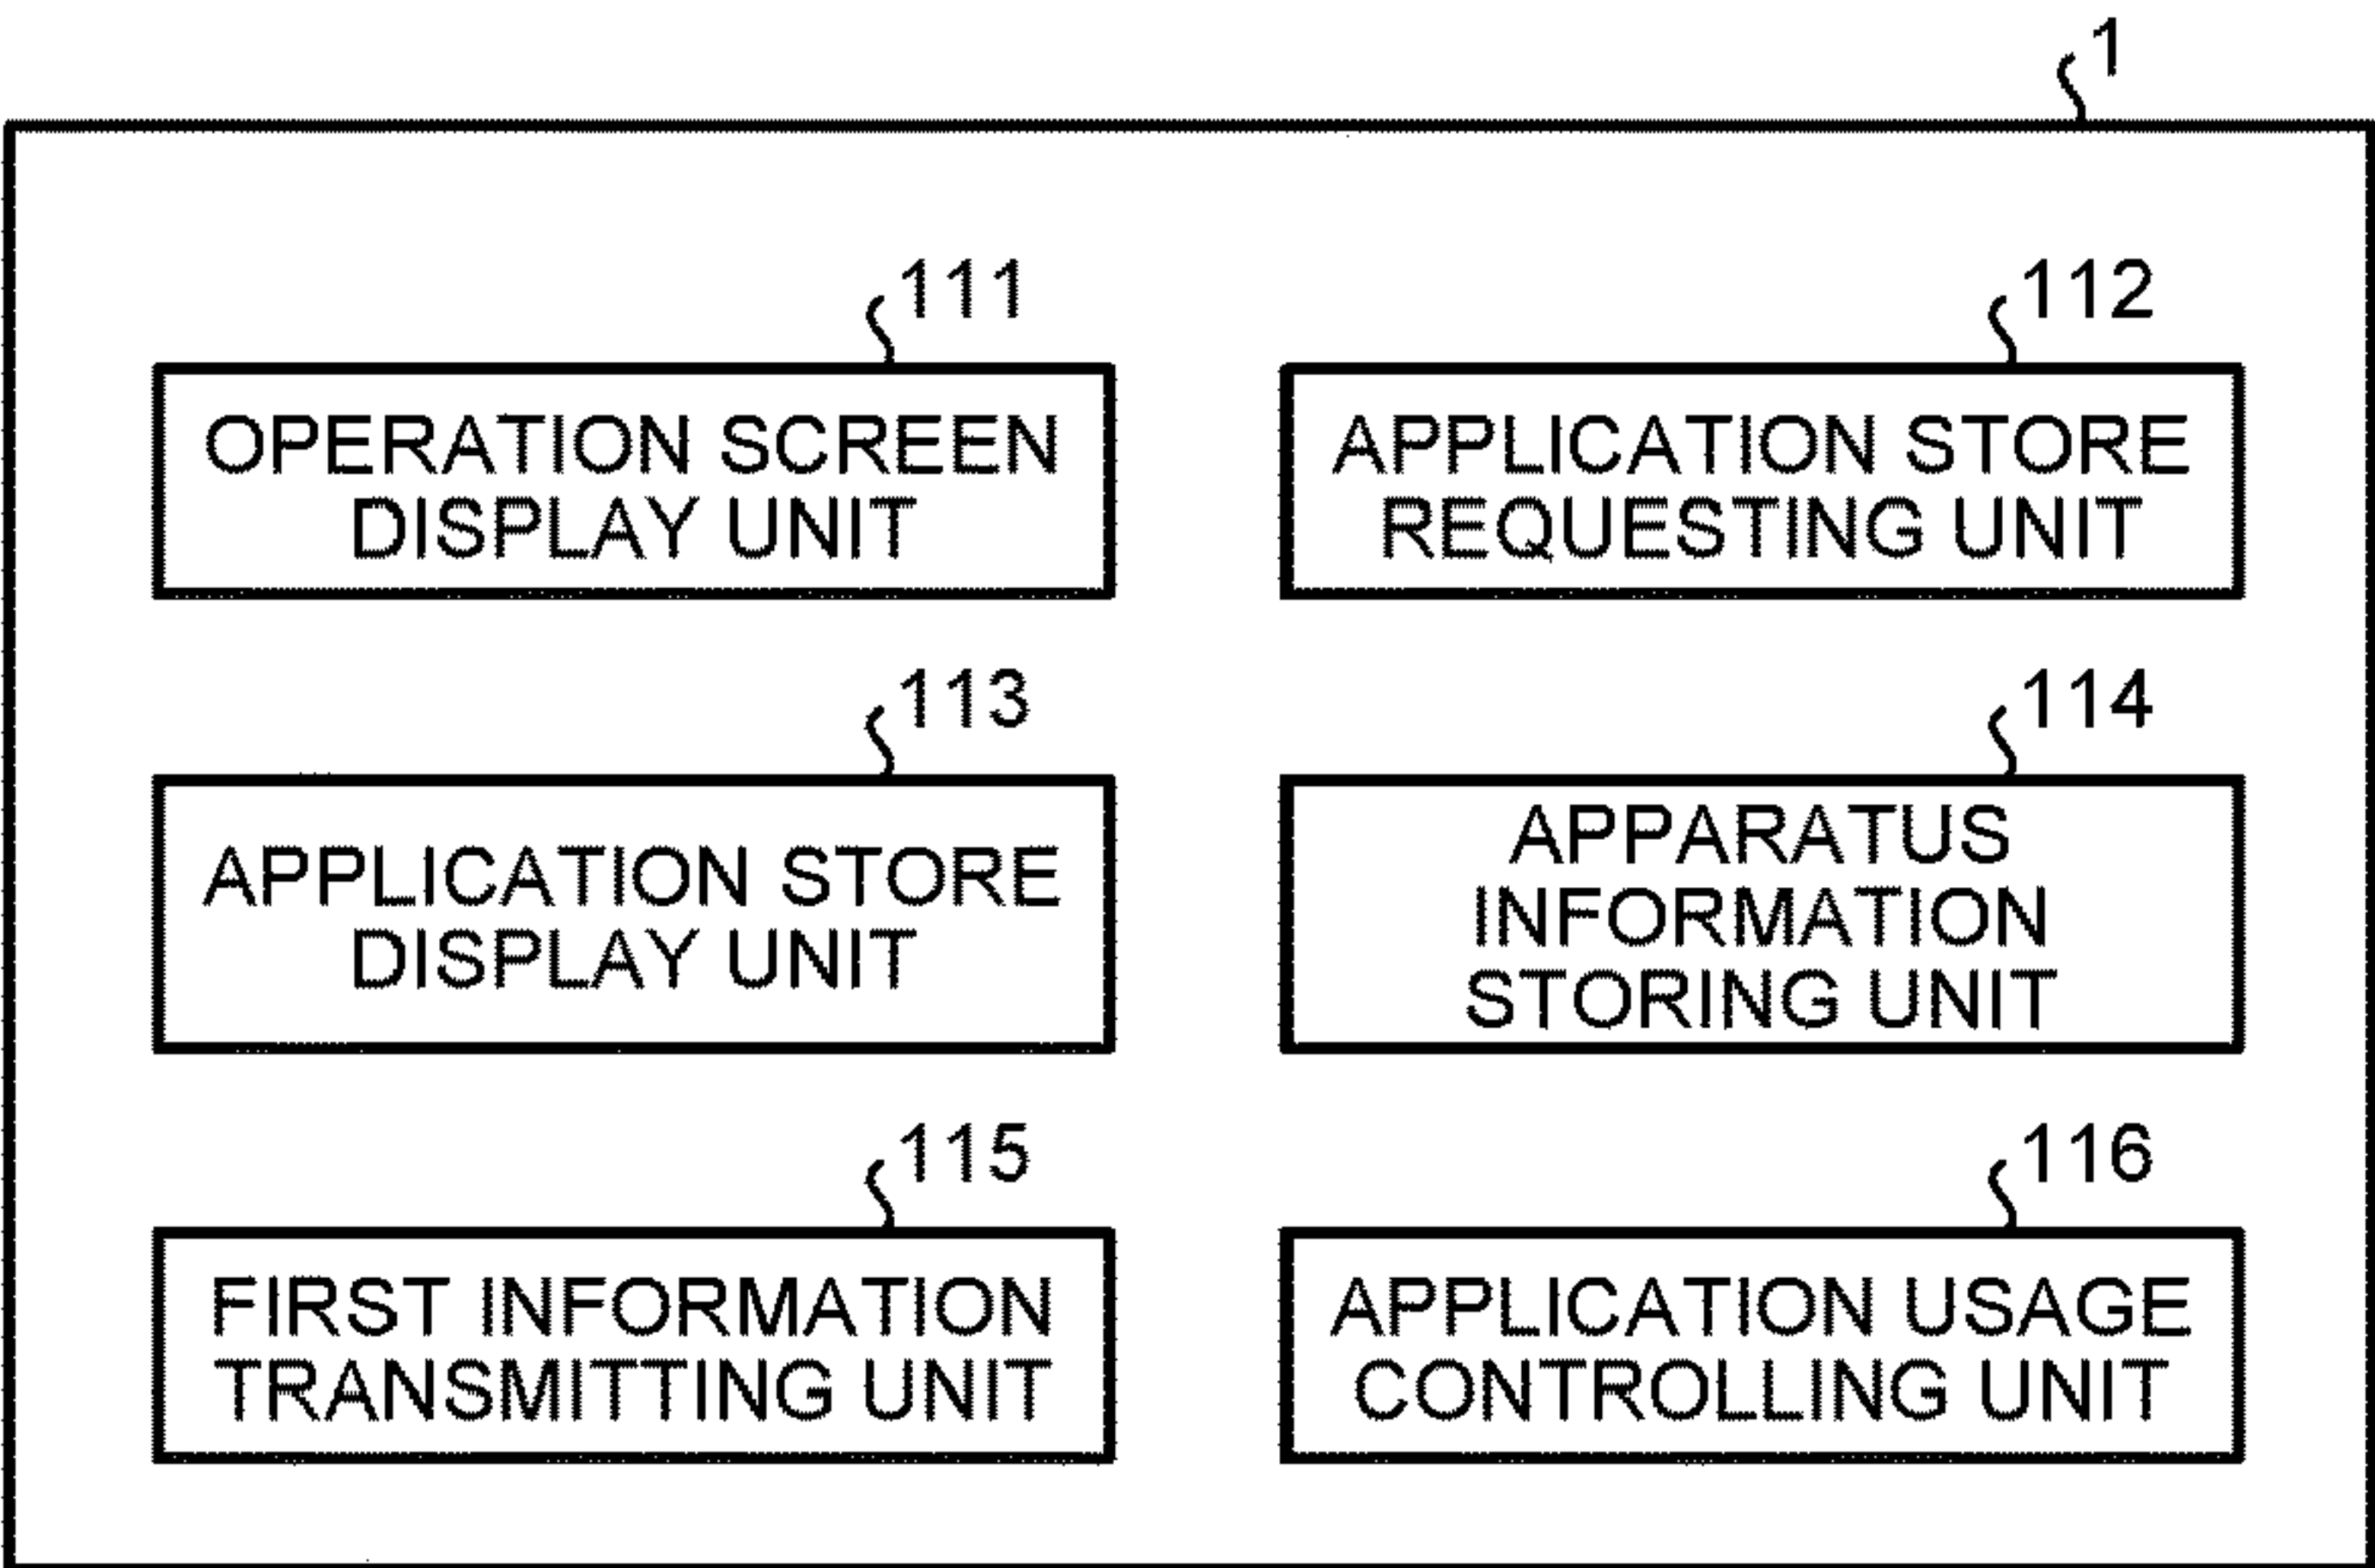 1
111
OPERATION SCREEN
DISPLAY UNIT
112
APPLICATION STORE
REQUESTING UNIT
113
APPLICATION STORE
DISPLAY UNIT
114
APPARATUS
INFORMATION
STORING UNIT
115
FIRST INFORMATION
TRANSMITTING UNIT
116
APPLICATION USAGE
CONTROLLING UNIT